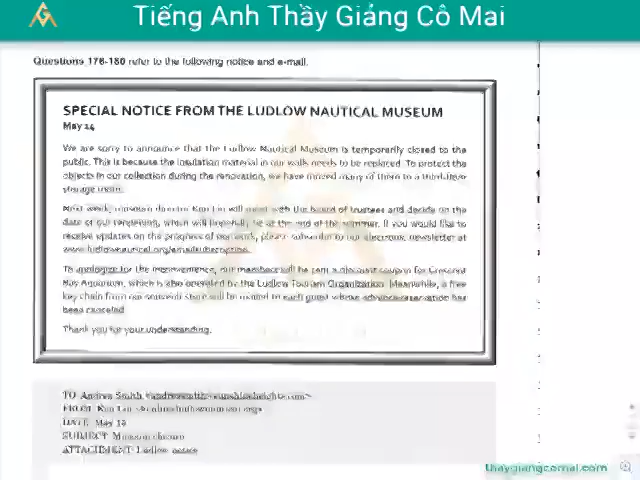 Tiếng Anh Thầy Giảng Cô Mai
Questions 176-180 refer to the following notice and e-mail.
SPECIAL NOTICE FROM THE LUDLOW NAUTICAL MUSEUM
May 14
We are sorry to announce that the Ludlow Nautical Museum is temporarily closed to the
public. This is because the insulation material in our walls needs to be replaced. To protect the
objects in our collection during the renovation, we have moved many of them to a
storage room.
Next week, museum director Kim Lin will meet with the board of trustees and decide on the
date of our reopening, which will hopefully be at the end of the summer. If you would like to
receive updates on the progress of our work, please subscribe to our electronic newsletter at
To apologize for the inconvenience, our members will be sent a discount coupon for Crescent
Bay Aquarium, which is also operated by the Ludlow Tourism Organization. Meanwhile, a free
key chain from our souvenir store will be mailed to each guest whose advance reservation has
been canceled.
Thank you for your understanding.
TO: Andrea Smith
FROM: Kim Lin
DATE: May
SUBJECT: Museum closure
ATTACHMENT: Ludlow notice
thaygiangcomai.com